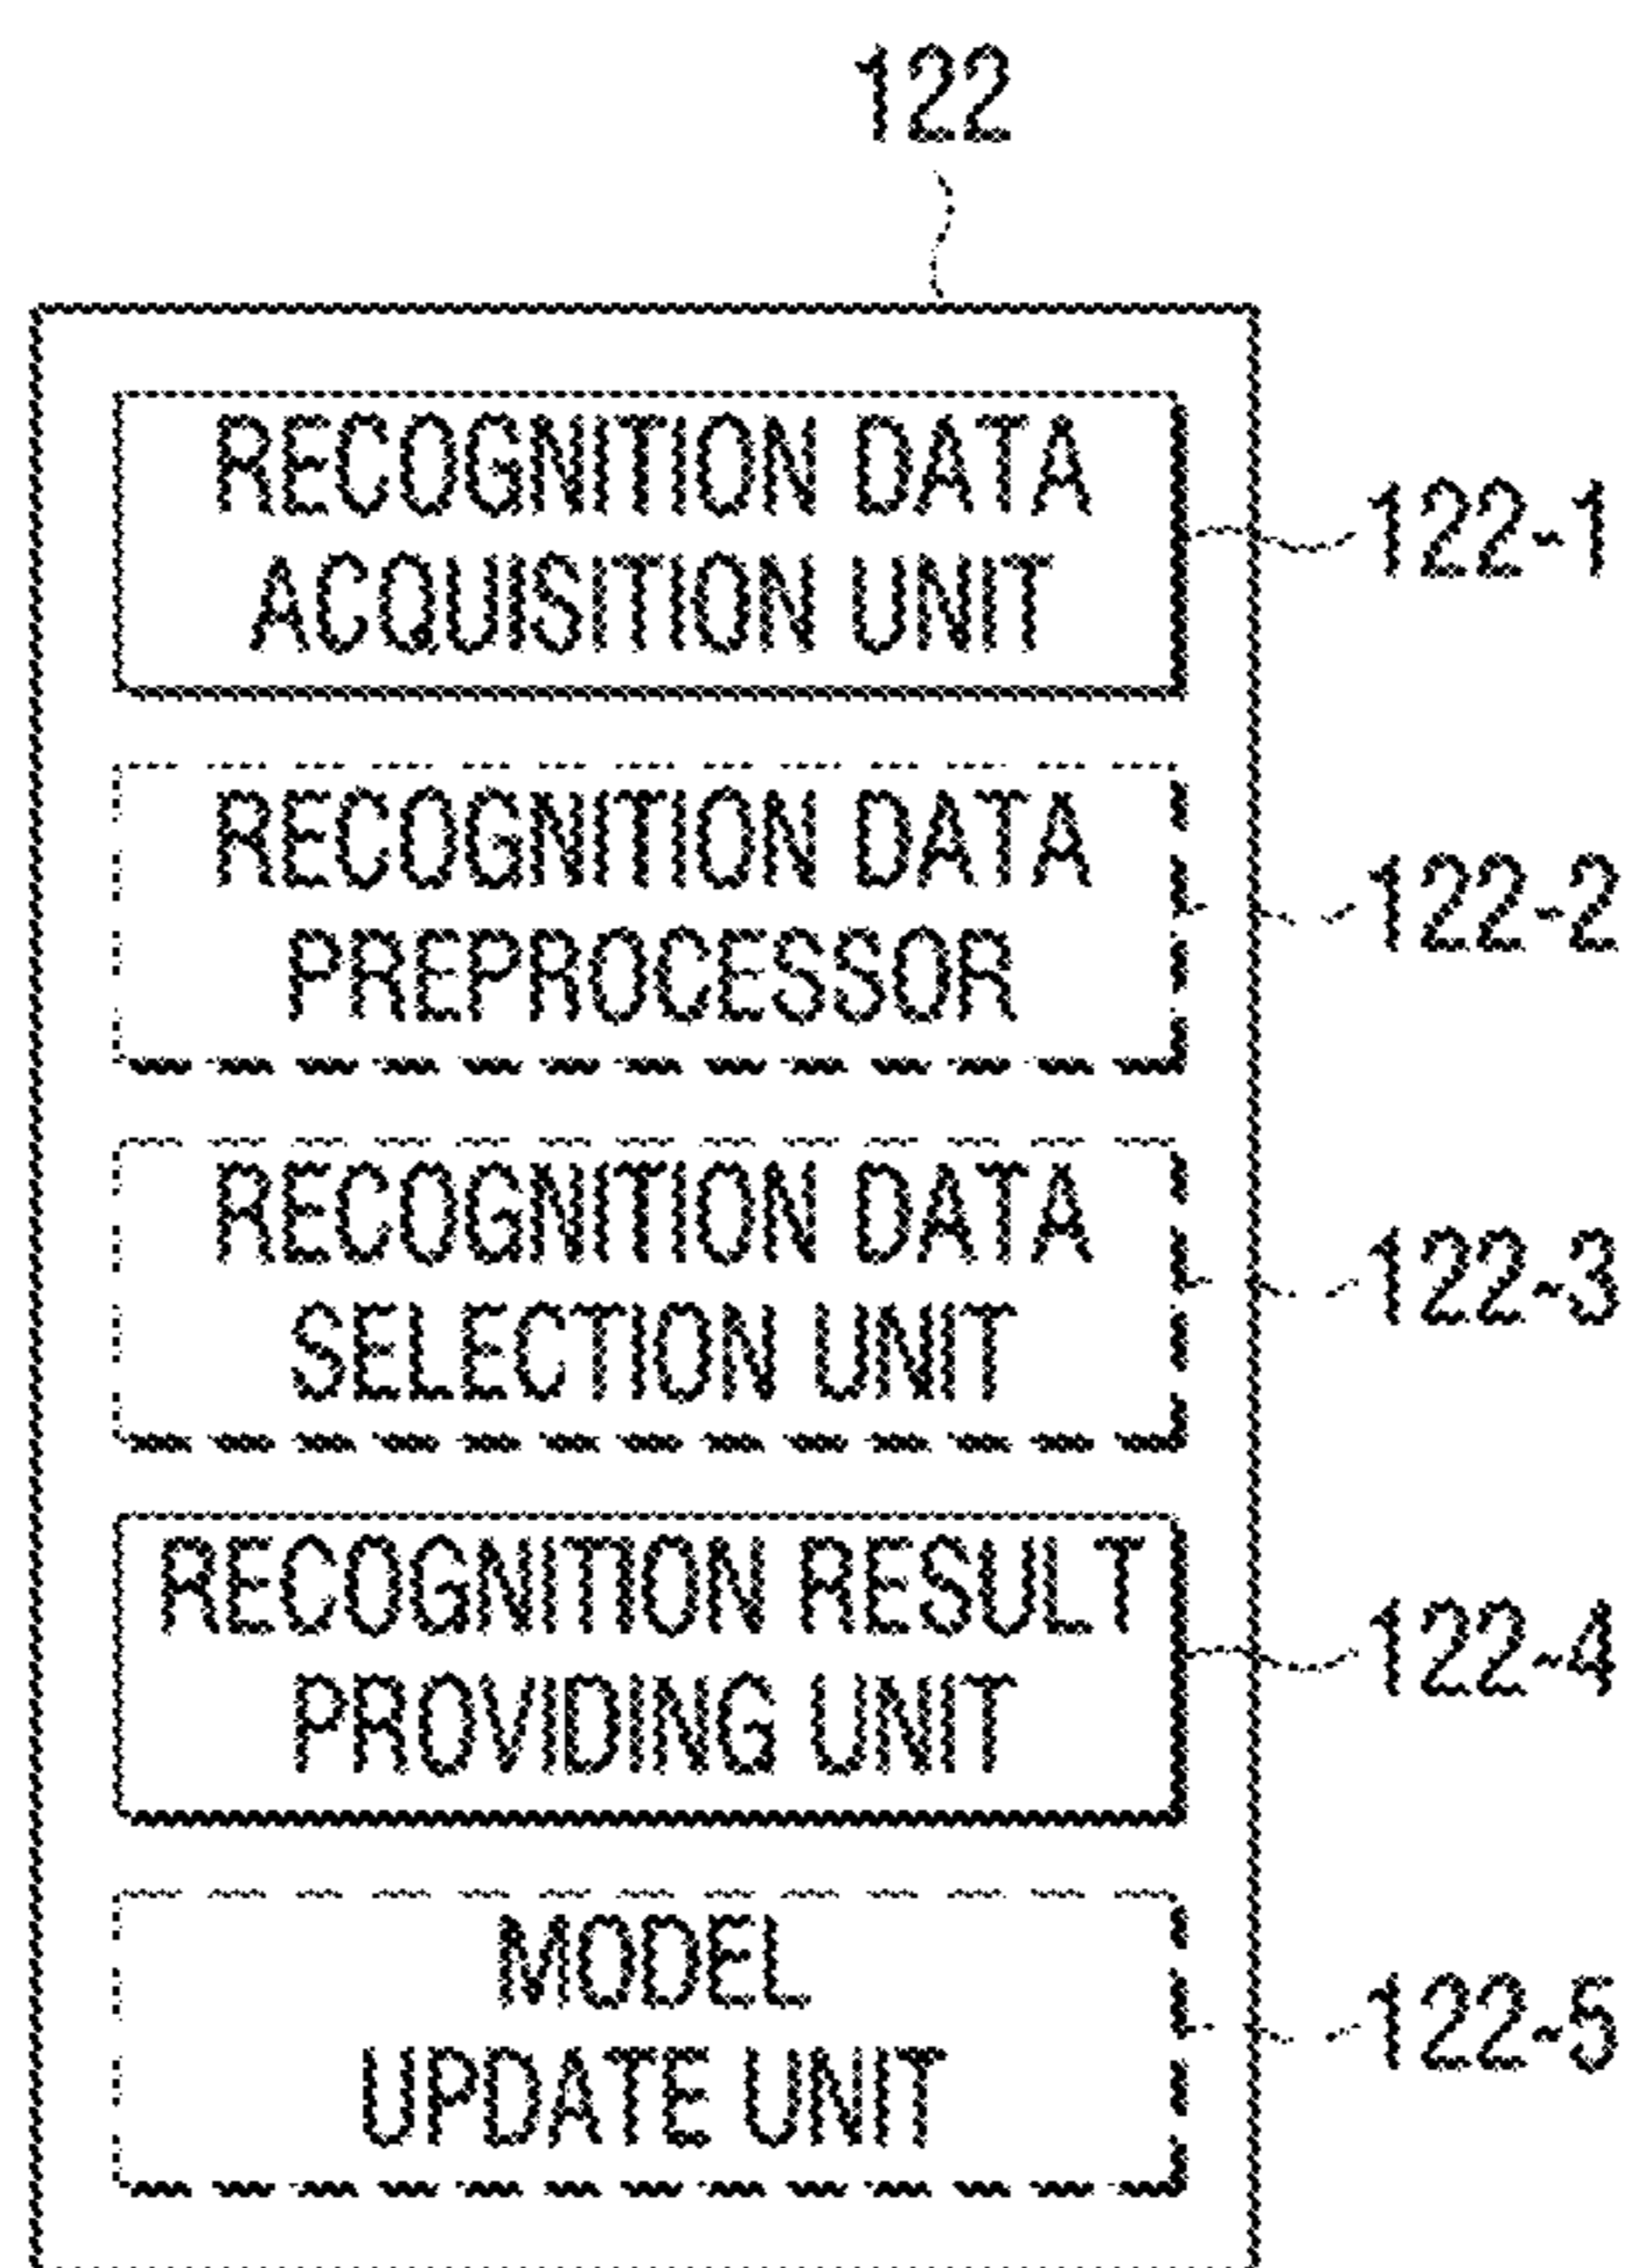 122
RECOGNITION DATA
ACQUISITION UNIT
122-1
RECOGNITION DATA
PREPROCESSOR
122-2
RECOGNITION DATA
SELECTION UNIT
122-3
RECOGNITION RESULT
PROVIDING UNIT
122-4
MODEL
UPDATE UNIT
122-5